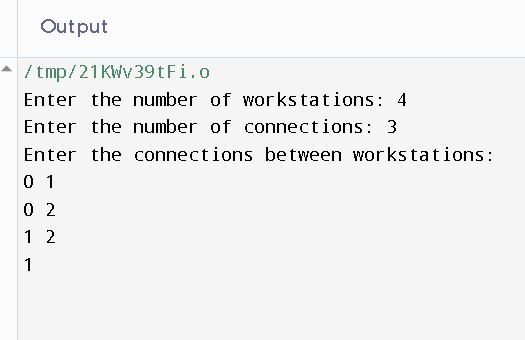 Output
/tmp/21KWv39tFi.o
Enter the number of workstations: 4
Enter the number of connections: 3
Enter the connections between workstations:
0 1
0 2
1 2
1